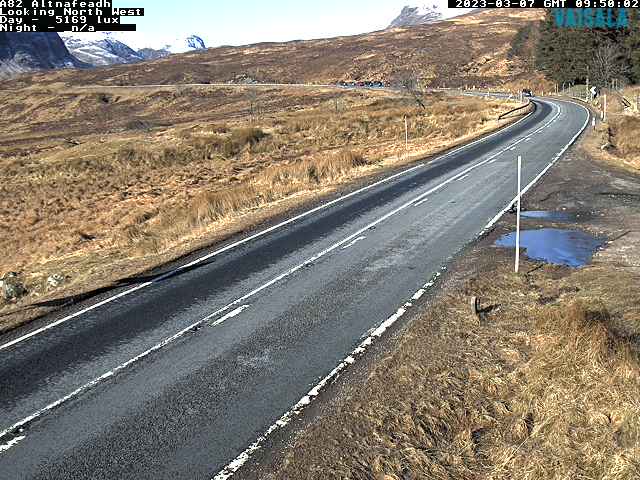 A82 Altnafeadh
2023-03-07 GMT 09:50:02
Looking North West
VAISALA
Day - 5169 lux
Night - n/a